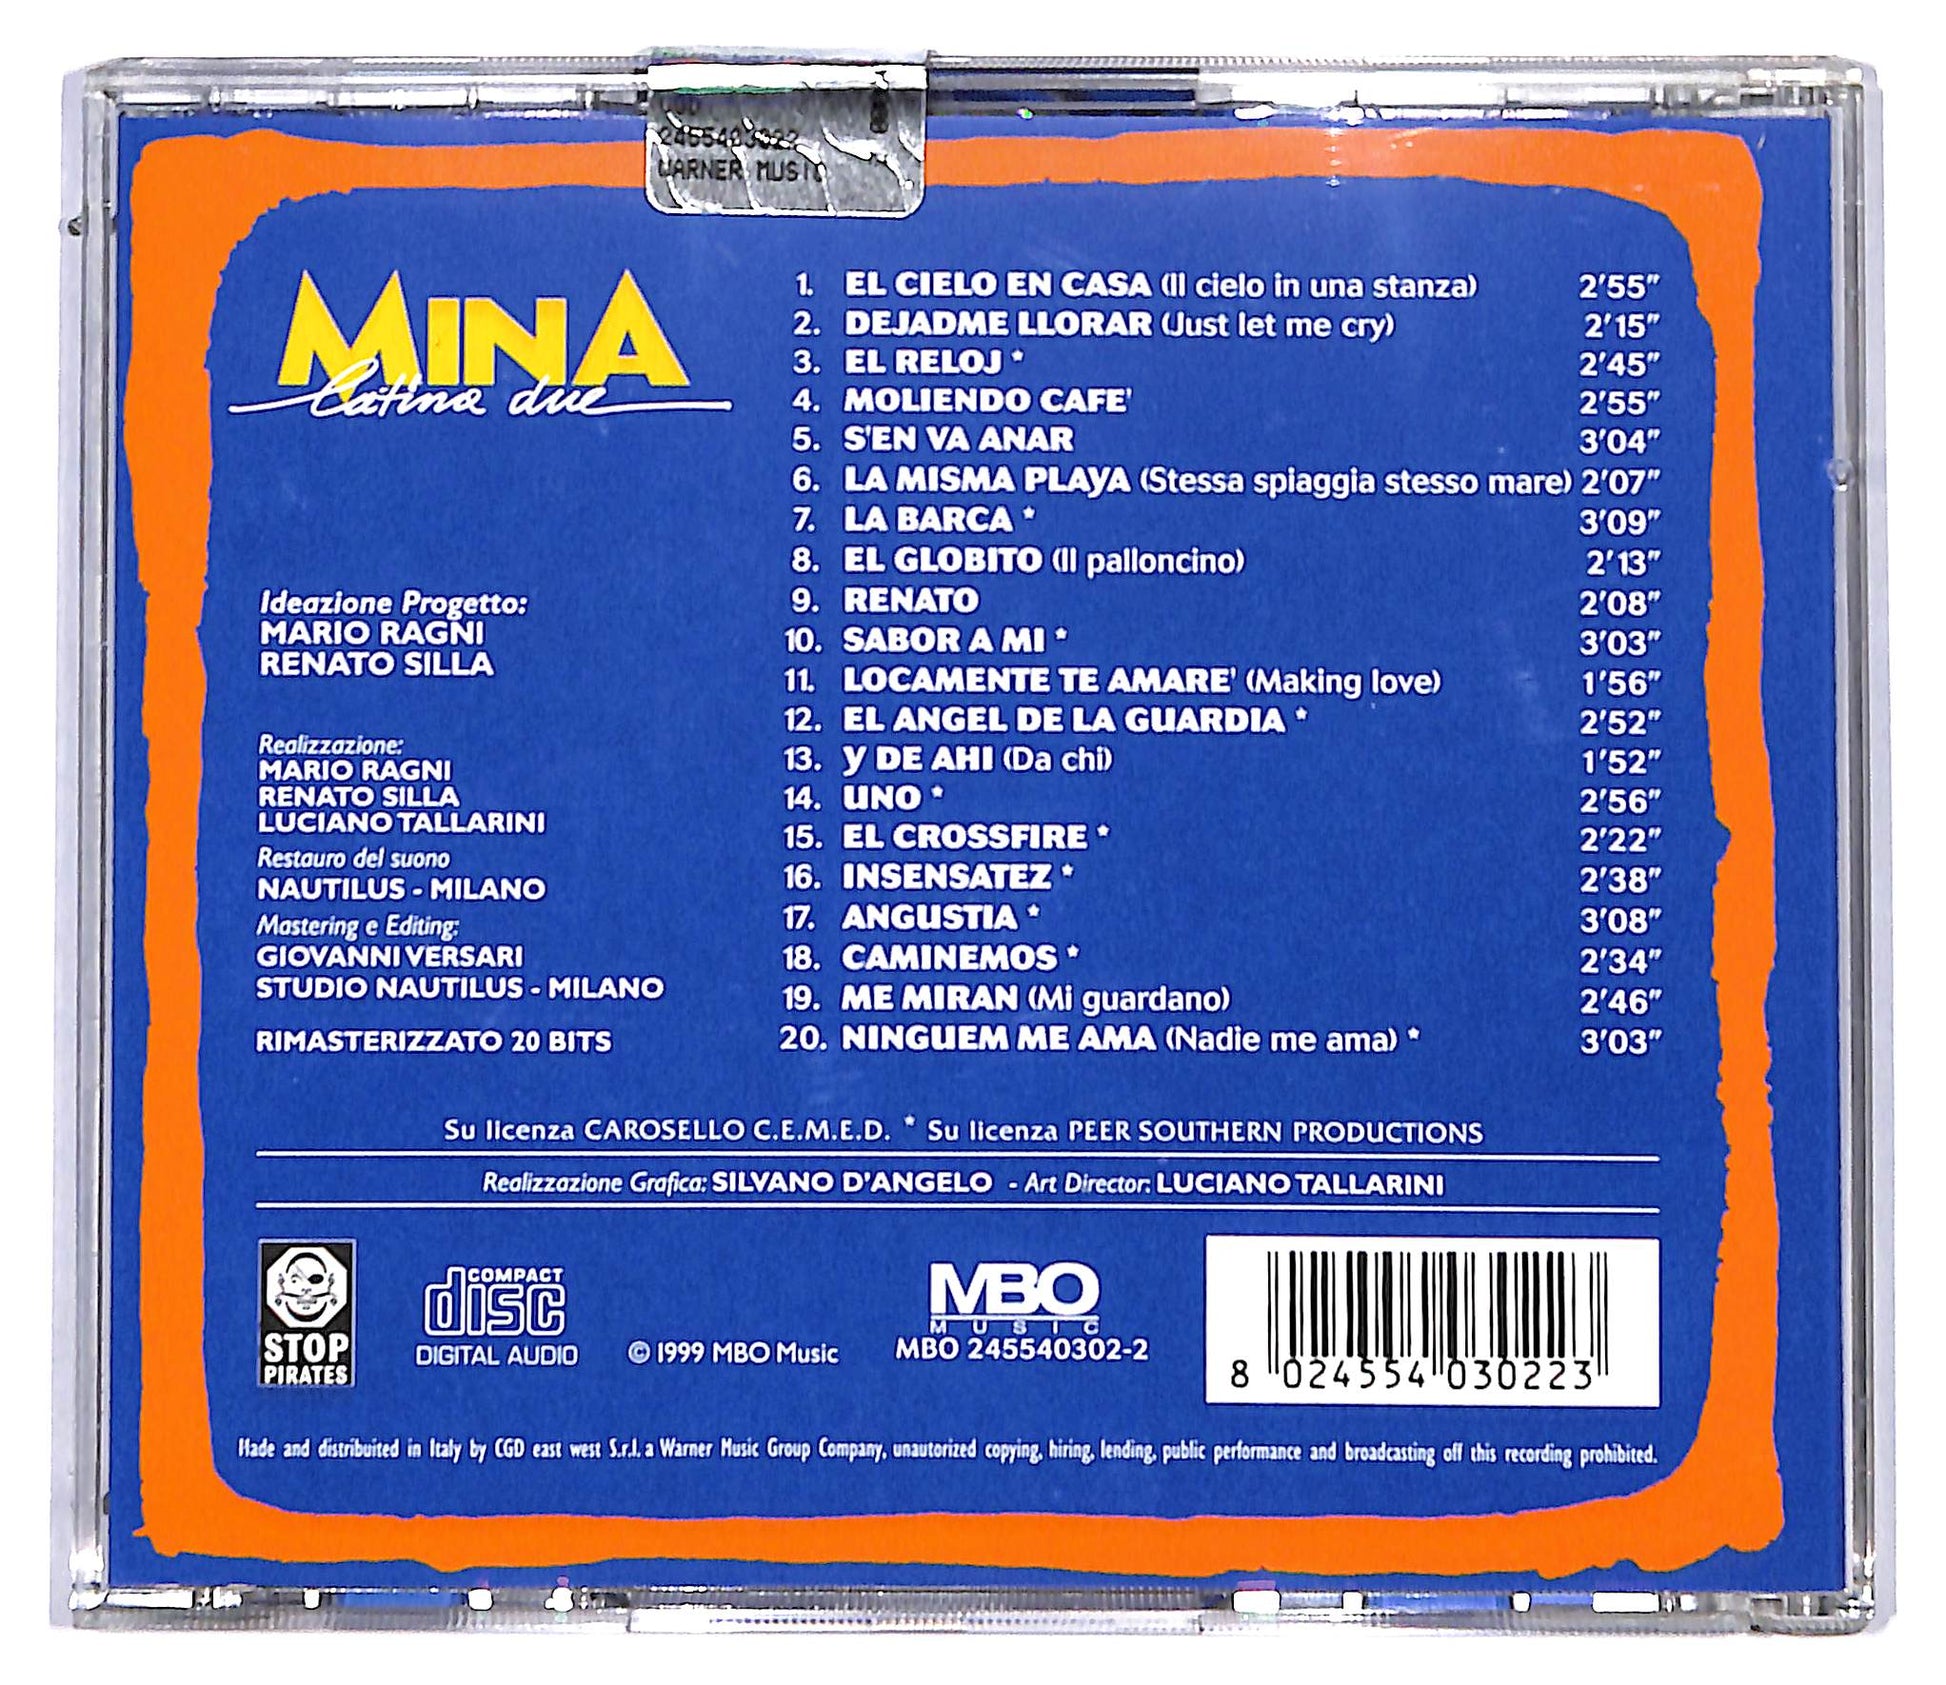 2455403022
WARNER MUSIC
MINA
latina due
1. EL CIELO EN CASA (Il cielo in una stanza) 2'55"
2. DEJADME LLORAR (Just let me cry) 2'15"
3. EL RELOJ * 2'45"
4. MOLIENDO CAFE' 2'55"
5. S'EN VA ANAR 3'04"
6. LA MISMA PLAYA (Stessa spiaggia stesso mare) 2'07"
7. LA BARCA * 3'09"
8. EL GLOBITO (Il palloncino) 2'13"
9. RENATO 2'08"
10. SABOR A MI * 3'03"
11. LOCAMENTE TE AMARE' (Making love) 1'56"
12. EL ANGEL DE LA GUARDIA * 2'52"
13. Y DE AHI (Da chi) 1'52"
14. UNO * 2'56"
15. EL CROSSFIRE * 2'22"
16. INSENSATEZ * 2'38"
17. ANGUSTIA * 3'08"
18. CAMINEMOS * 2'34"
19. ME MIRAN (Mi guardano) 2'46"
20. NINGUEM ME AMA (Nadie me ama) * 3'03"
Ideazione Progetto:
MARIO RAGNI
RENATO SILLA
Realizzazione:
MARIO RAGNI
RENATO SILLA
LUCIANO TALLARINI
Restauro del suono
NAUTILUS - MILANO
Mastering e Editing:
GIOVANNI VERSARI
STUDIO NAUTILUS - MILANO
RIMASTERIZZATO 20 BITS
Su licenza CAROSELLO C.E.M.E.D. * Su licenza PEER SOUTHERN PRODUCTIONS
Realizzazione Grafica: SILVANO D'ANGELO - Art Director: LUCIANO TALLARINI
STOP
PIRATES
COMPACT
disc
DIGITAL AUDIO
© 1999 MBO Music
MBO
MUSIC
MBO 245540302-2
8 024554 030223
Made and distribuited in Italy by CGD east west S.r.l. a Warner Music Group Company, unautorized copying, hiring, lending, public performance and broadcasting off this recording prohibited.